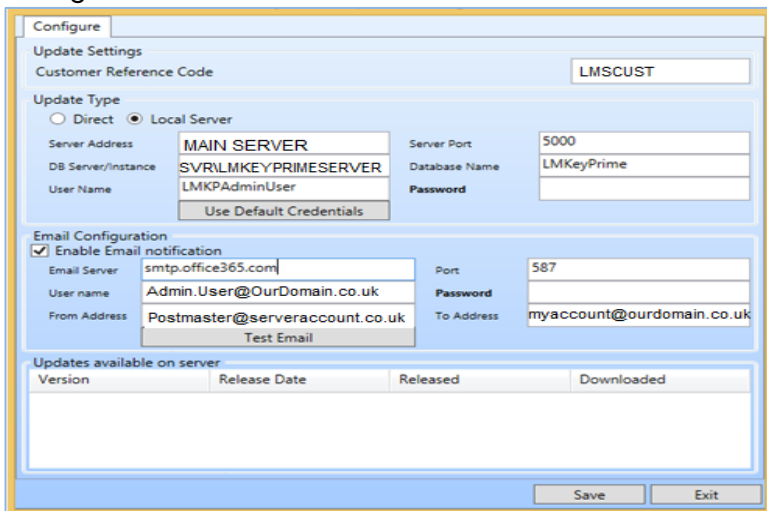 Configure
Update Settings
Customer Reference Code LMSCUST
Update Type
Direct Local Server
Server Address MAIN SERVER Server Port 5000
DB Server/Instance SVR\LMKEYPRIMESERVER Database Name LMKeyPrime
User Name LMKPAdminUser Password
Use Default Credentials
Email Configuration
Enable Email notification
Email Server smtp.office365.com Port 587
User name Admin.User@OurDomain.co.uk Password
From Address Postmaster@serveraccount.co.uk To Address myaccount@ourdomain.co.uk
Test Email
Updates available on server
Version Release Date Released Downloaded
Save Exit